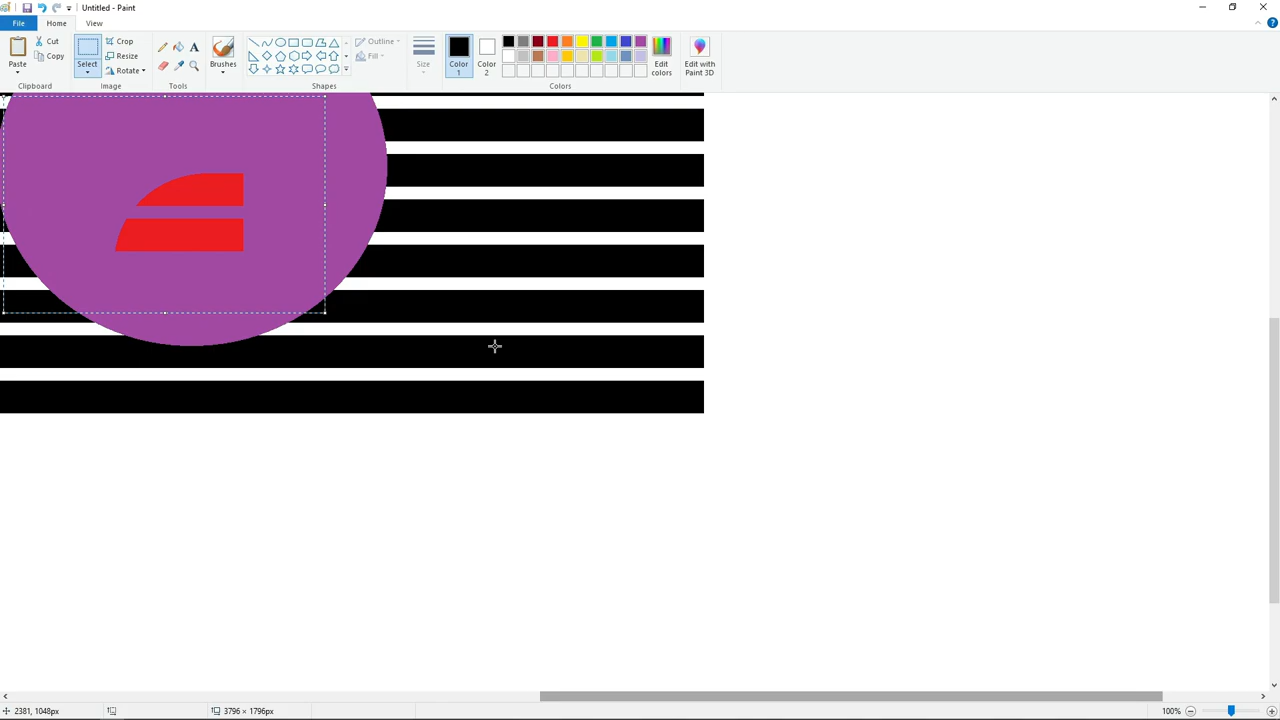 Untitled - Paint
File Home View
Paste
Cut
Copy
Clipboard
Select
Crop
Resize
Rotate
Image
A
Tools
Brushes
Outline
Fill
Shapes
Size
Color 1
Color 2
Edit colors
Colors
Edit with Paint 3D
2381, 1048px
3796 × 1796px
100%